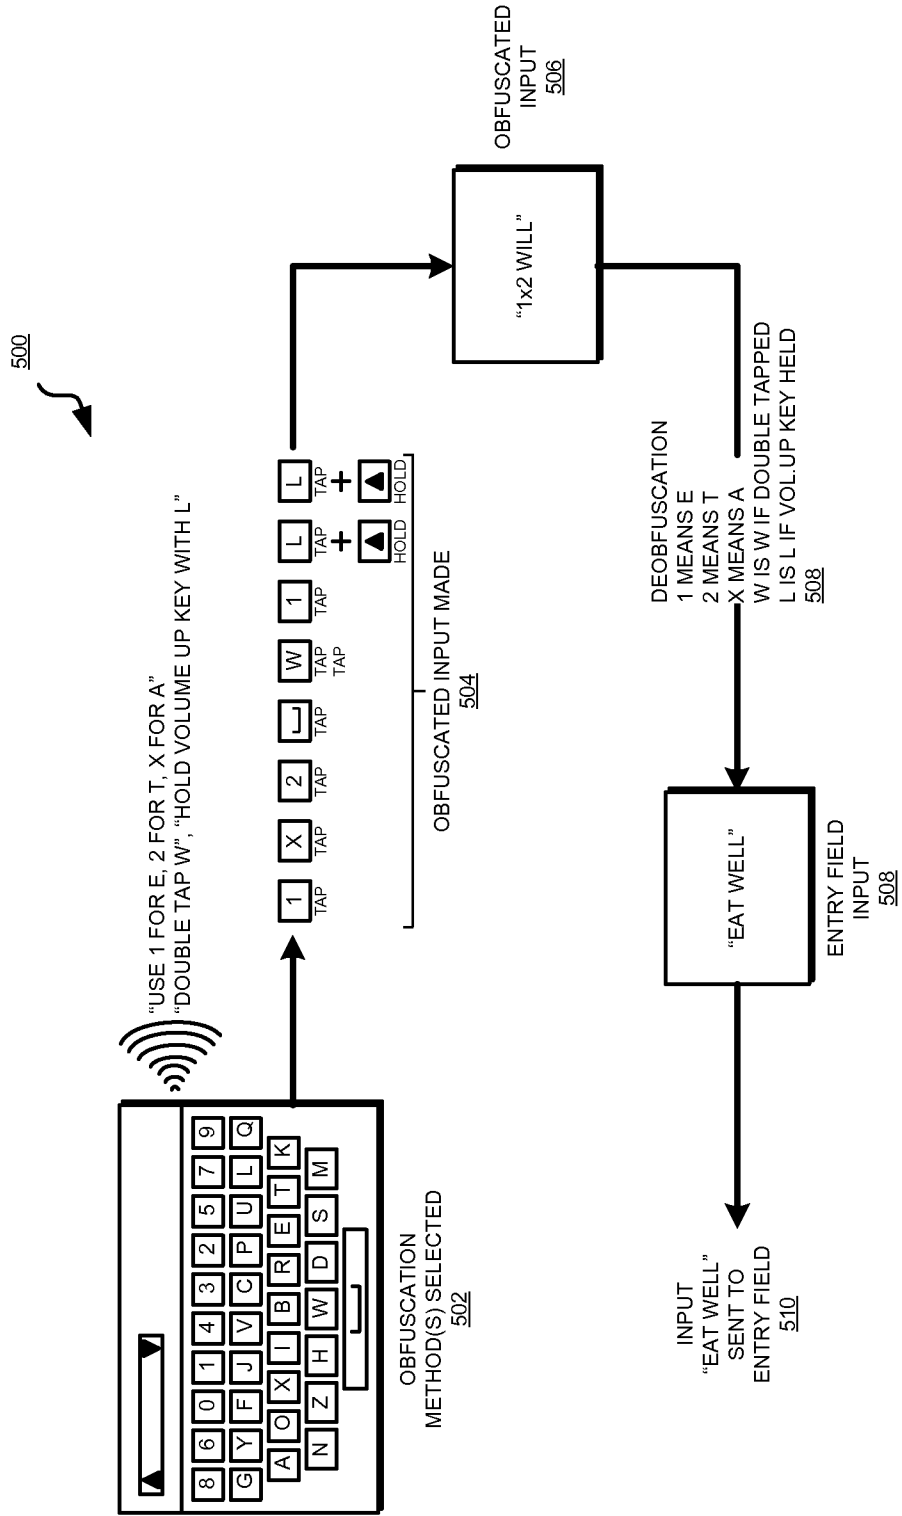 500
"USE 1 FOR E, 2 FOR T, X FOR A"
"DOUBLE TAP W", "HOLD VOLUME UP KEY WITH L"
8 6 0 1 4 3 2 5 7 9
G Y F J V C P U L Q
A O X I B R E T K
N Z H W D S M
OBFUSCATION
METHOD(S) SELECTED
502
1 X 2 W 1 L L
TAP TAP TAP TAP TAP TAP TAP TAP
TAP
+ +
HOLD HOLD
OBFUSCATED INPUT MADE
504
"1x2 WILL"
OBFUSCATED
INPUT
506
DEOBFUSCATION
1 MEANS E
2 MEANS T
X MEANS A
W IS W IF DOUBLE TAPPED
L IS L IF VOL.UP KEY HELD
508
"EAT WELL"
ENTRY FIELD
INPUT
508
INPUT
"EAT WELL"
SENT TO
ENTRY FIELD
510